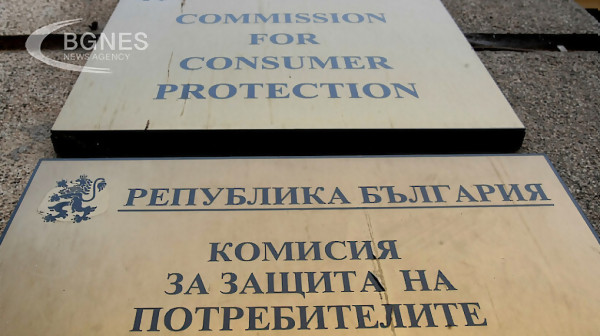 BGNES
NEWS AGENCY
COMMISSION
FOR
CONSUMER
PROTECTION
РЕПУБЛИКА БЪЛГАРИЯ
КОМИСИЯ
ЗА ЗАЩИТА НА
ПОТРЕБИТЕЛИТЕ